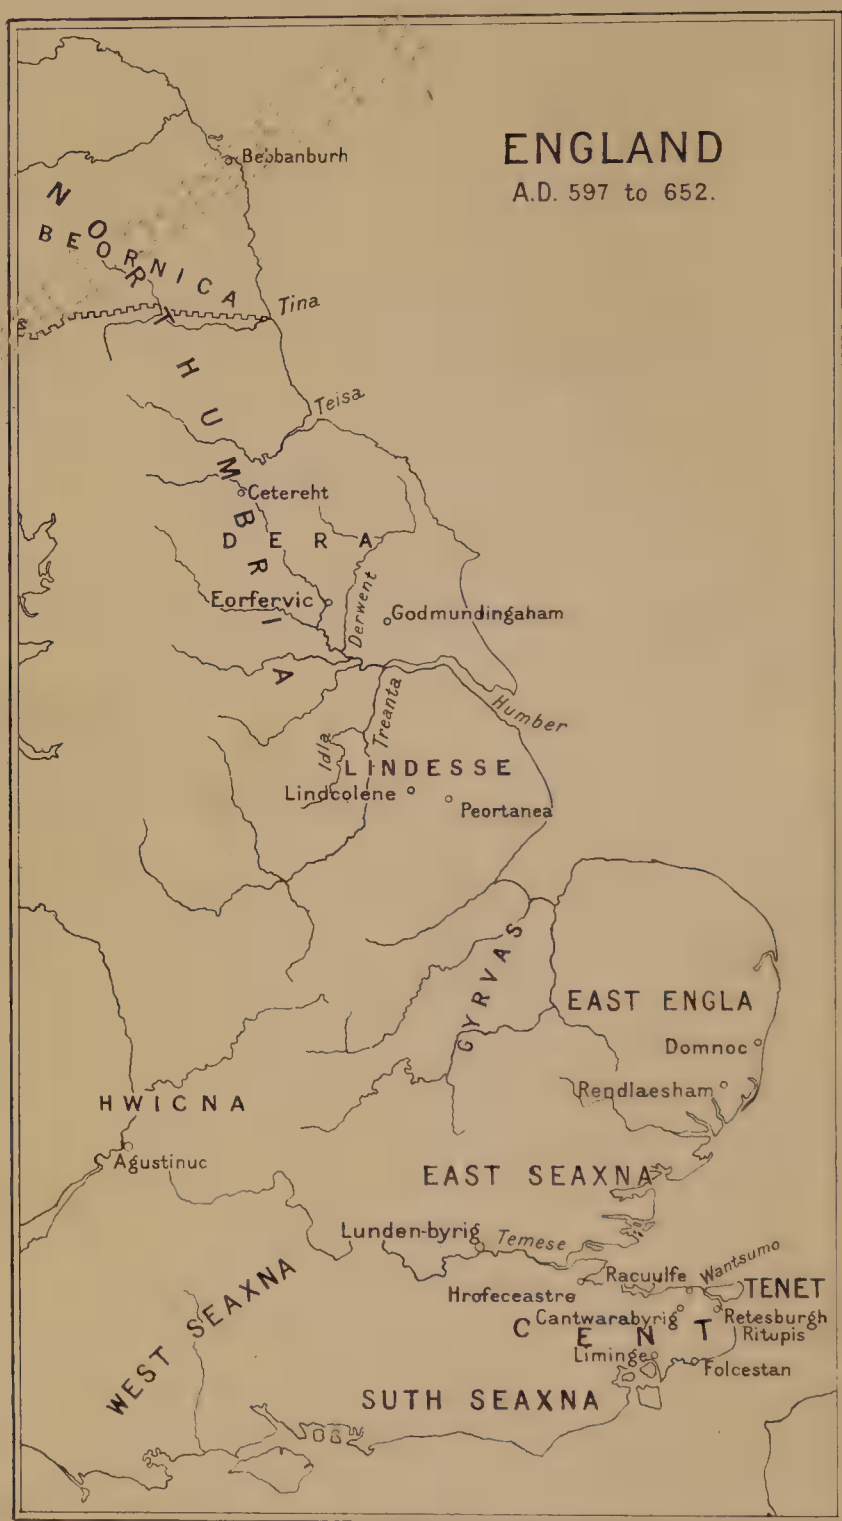 ENGLAND
A.D. 597 to 652.
Bebbanburh
NORTHUMBRIA
BEORNICA
Tina
Teisa
Cetereht
DERA
Eorfervic
Derwent
Godmundingaham
Humber
Treanta
Idla
LINDESSE
Lindcolene
Peortanea
GYRVAS
EAST ENGLA
Domnoc
Rendlaesham
HWICNA
Agustinuc
EAST SEAXNA
Lunden-byrig
Temese
Racuulfe
Wantsumo
TENET
Hrofeceastre
Cantwarabyrig
Retesburgh
Ritupis
CENT
Liminge
Folcestan
WEST SEAXNA
SUTH SEAXNA